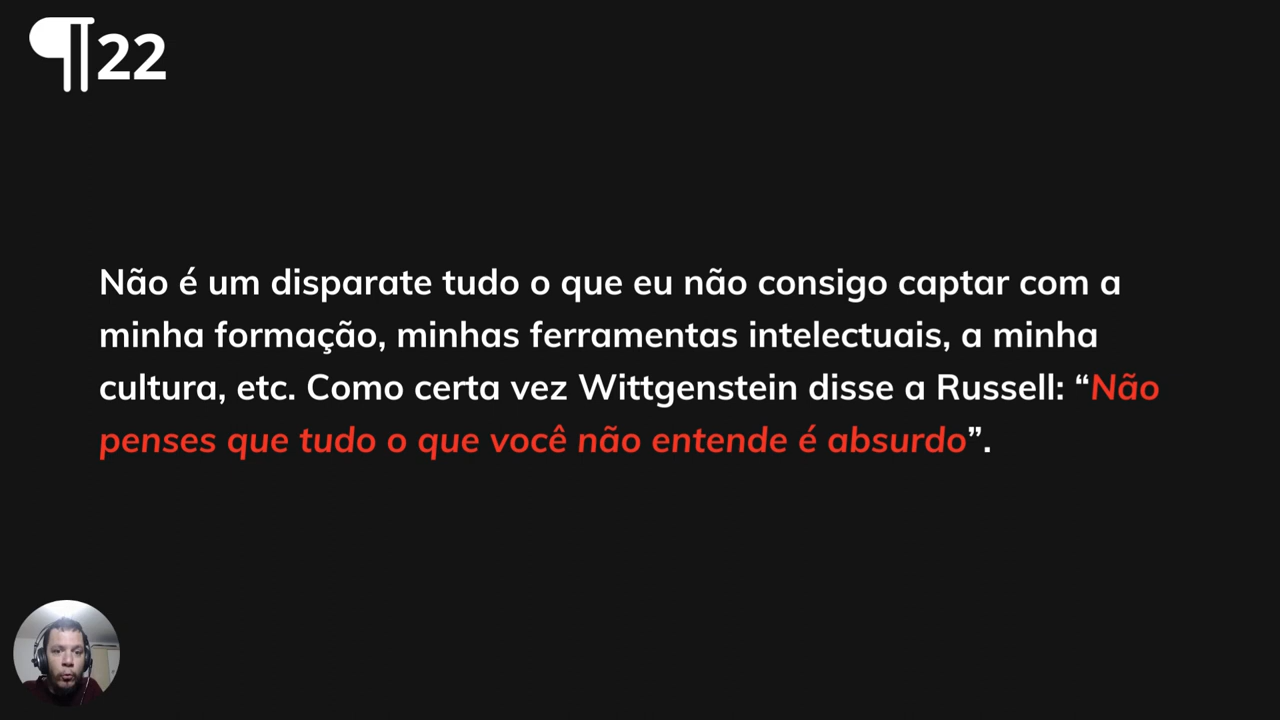 ¶22
Não é um disparate tudo o que eu não consigo captar com a
minha formação, minhas ferramentas intelectuais, a minha
cultura, etc. Como certa vez Wittgenstein disse a Russell: “Não
penses que tudo o que você não entende é absurdo”.